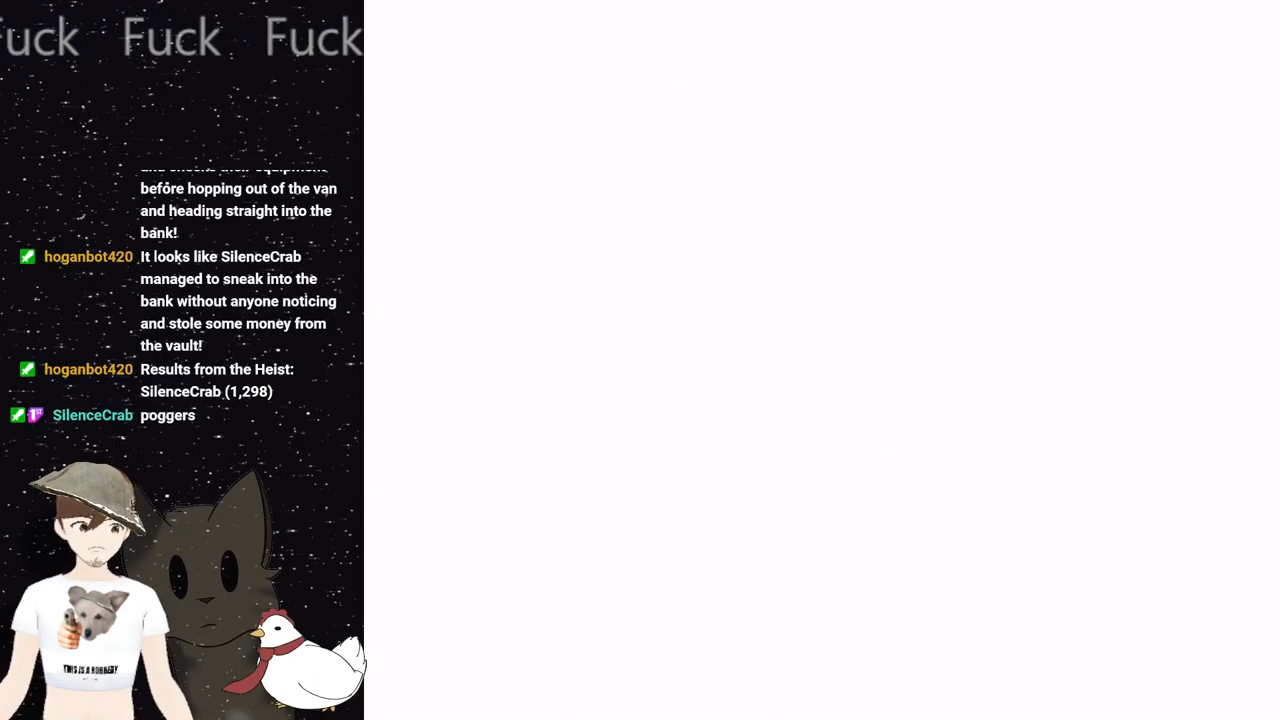 Fuck Fuck
before hopping out of the van
and heading straight into the
bank!
hoganbot420 It looks like SilenceCrab
managed to sneak into the
bank without anyone noticing
and stole some money from
the vault!
hoganbot420 Results from the Heist:
SilenceCrab (1,298)
SilenceCrab poggers
THIS IS A ROBBERY